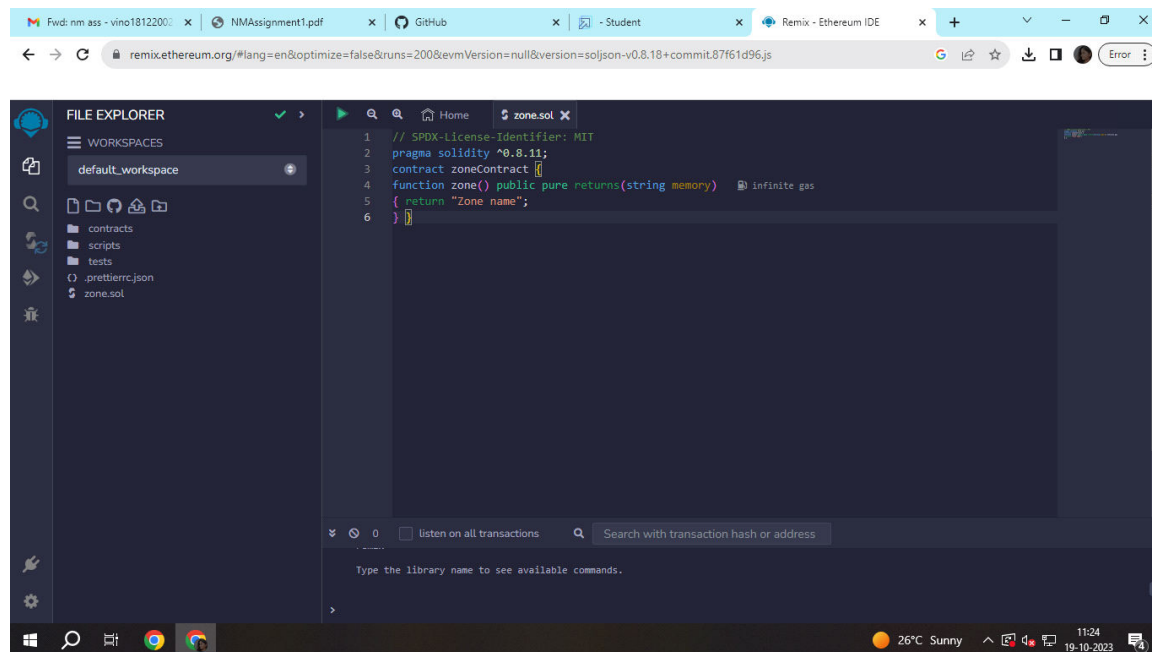 Fwd: nm ass - vino18122002
NMAssignment1.pdf
GitHub
- Student
Remix - Ethereum IDE
remix.ethereum.org/#lang=en&optimize=false&runs=200&evmVersion=null&version=soljson-v0.8.18+commit.87f61d96.js
Error
FILE EXPLORER
WORKSPACES
default_workspace
contracts
scripts
tests
.prettierrc.json
zone.sol
Home
zone.sol
1 // SPDX-License-Identifier: MIT
2 pragma solidity ^0.8.11;
3 contract zoneContract {
4 function zone() public pure returns(string memory) infinite gas
5 { return "Zone name";
6 } }
0 listen on all transactions Search with transaction hash or address
Type the library name to see available commands.
>
26°C Sunny
11:24
19-10-2023
4